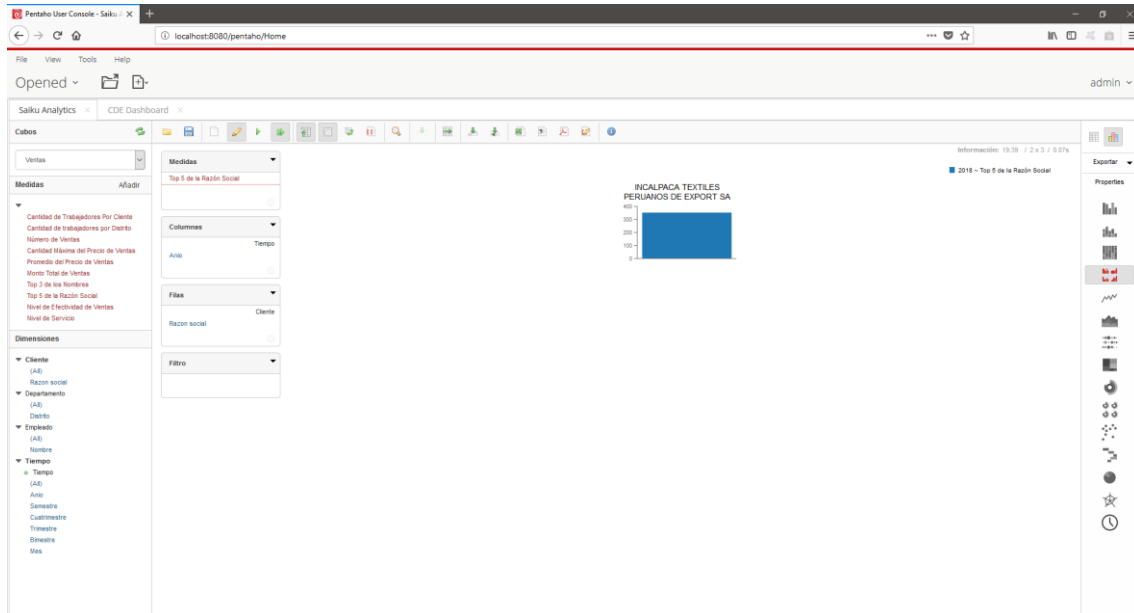 Pentaho User Console - Saiku
localhost:8080/pentaho/Home
File View Tools Help
Opened
admin
Saiku Analytics
CDE Dashboard
Cubos
Ventas
Medidas Añadir
Cantidad de Trabajadores Por Cliente
Cantidad de trabajadores por Distrito
Número de Ventas
Cantidad Máxima del Precio de Ventas
Promedio del Precio de Ventas
Monto Total de Ventas
Top 3 de los Nombres
Top 5 de la Razón Social
Nivel de Efectividad de Ventas
Nivel de Servicio
Dimensiones
Cliente
(All)
Razon social
Departamento
(All)
Distrito
Empleado
(All)
Nombre
Tiempo
Tiempo
(All)
Anio
Semestre
Cuatrimestre
Trimestre
Bimestre
Mes
Medidas
Top 5 de la Razón Social
Columnas
Tiempo
Anio
Filas
Cliente
Razon social
Filtro
Información: 19:39 / 2 x 3 / 0.07s
2018 ~ Top 5 de la Razón Social
INCALPACA TEXTILES
PERUANOS DE EXPORT SA
400
300
200
100
0
Exportar
Properties